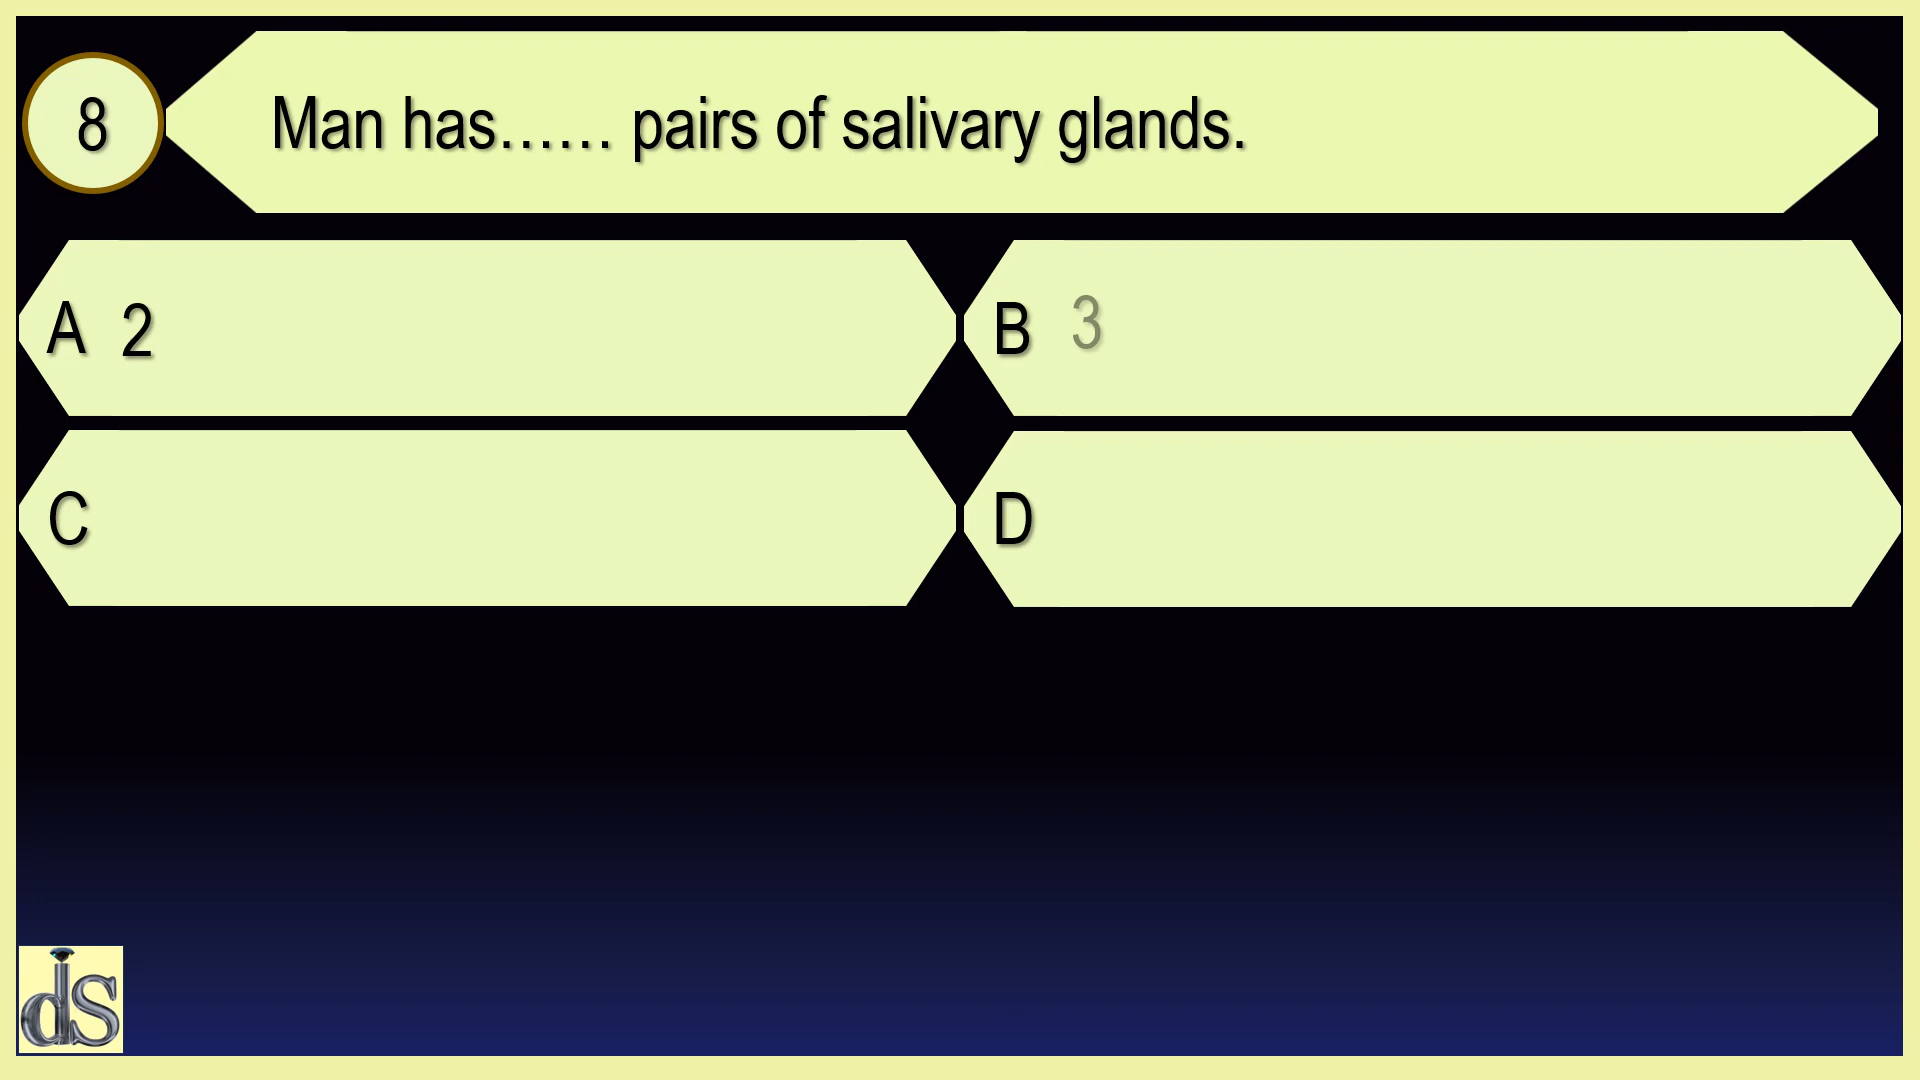 8
Man has…… pairs of salivary glands.
A 2
B 3
C
D
ds